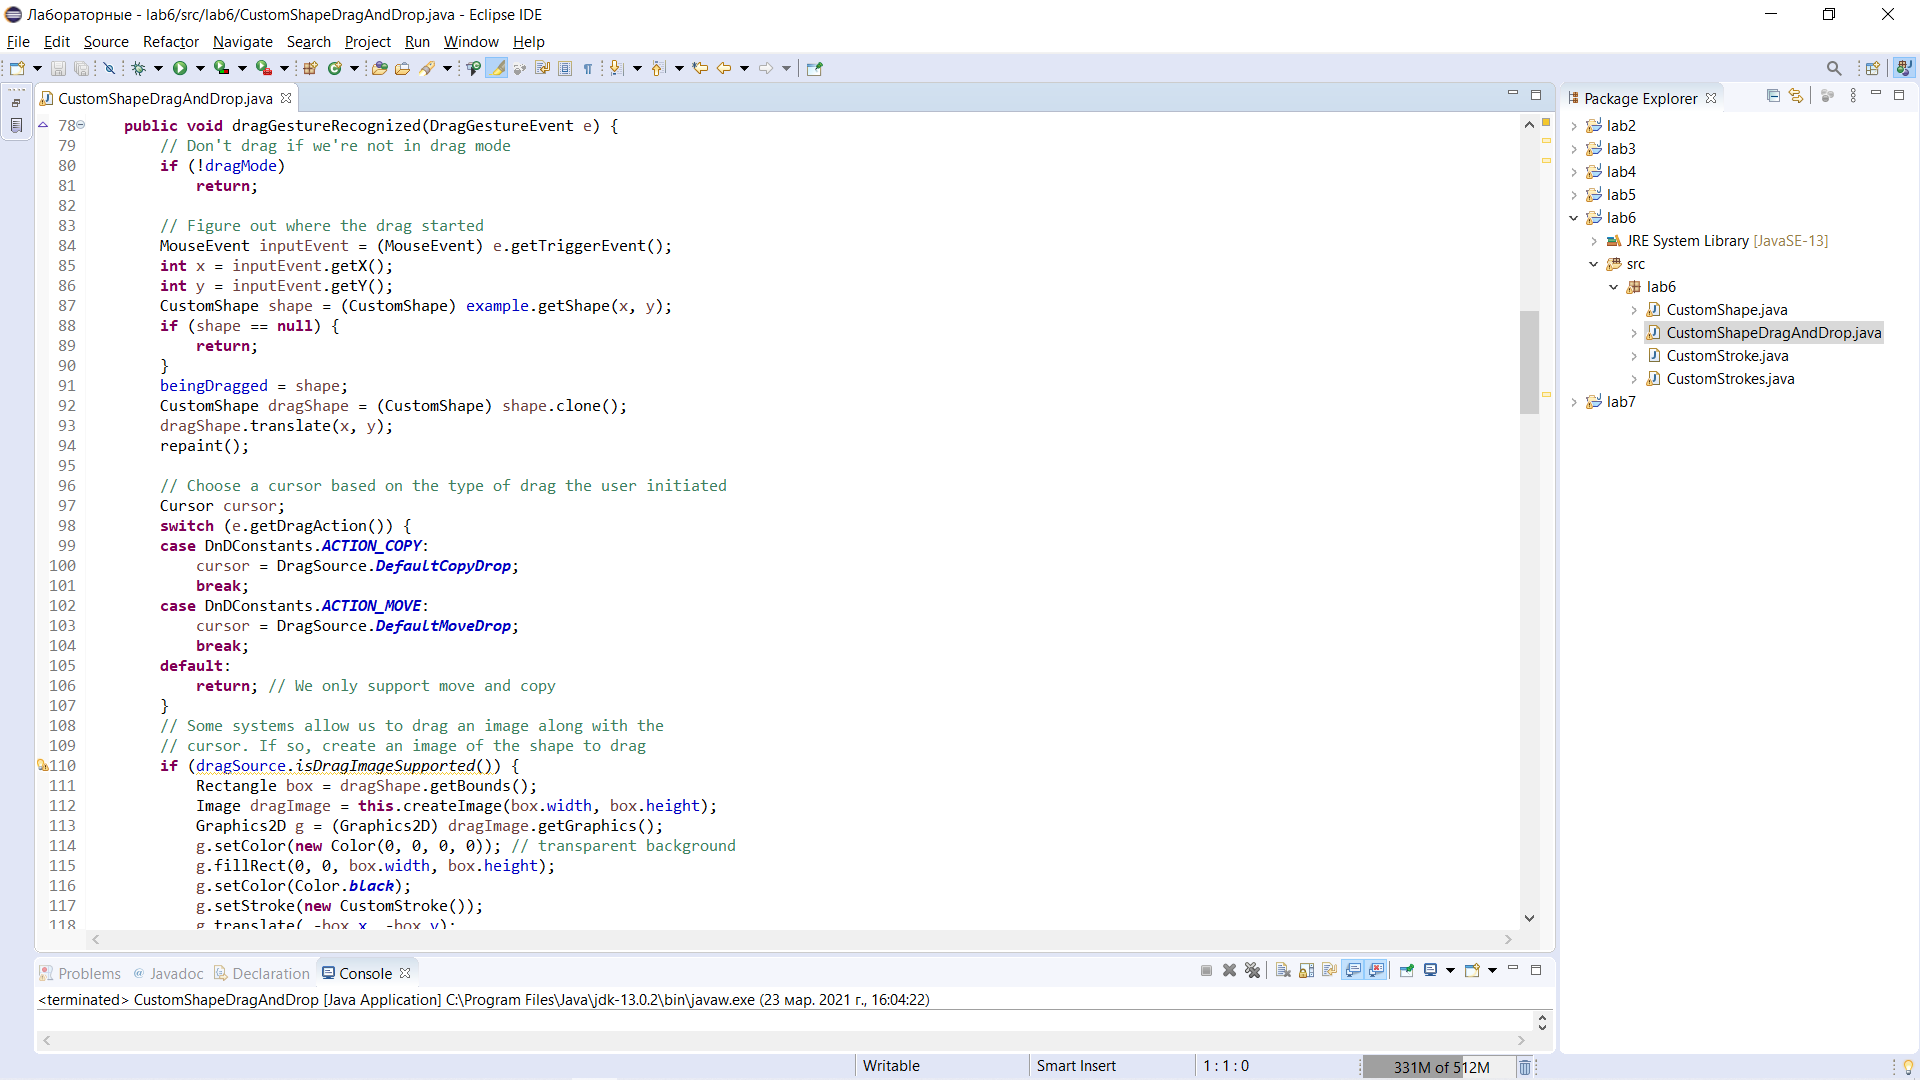 Лабораторные - lab6/src/lab6/CustomShapeDragAndDrop.java - Eclipse IDE
File Edit Source Refactor Navigate Search Project Run Window Help
CustomShapeDragAndDrop.java
78 public void dragGestureRecognized(DragGestureEvent e) {
79 // Don't drag if we're not in drag mode
80 if (!dragMode)
81 return;
82
83 // Figure out where the drag started
84 MouseEvent inputEvent = (MouseEvent) e.getTriggerEvent();
85 int x = inputEvent.getX();
86 int y = inputEvent.getY();
87 CustomShape shape = (CustomShape) example.getShape(x, y);
88 if (shape == null) {
89 return;
90 }
91 beingDragged = shape;
92 CustomShape dragShape = (CustomShape) shape.clone();
93 dragShape.translate(x, y);
94 repaint();
95
96 // Choose a cursor based on the type of drag the user initiated
97 Cursor cursor;
98 switch (e.getDragAction()) {
99 case DnDConstants.ACTION_COPY:
100 cursor = DragSource.DefaultCopyDrop;
101 break;
102 case DnDConstants.ACTION_MOVE:
103 cursor = DragSource.DefaultMoveDrop;
104 break;
105 default:
106 return; // We only support move and copy
107 }
108 // Some systems allow us to drag an image along with the
109 // cursor. If so, create an image of the shape to drag
110 if (dragSource.isDragImageSupported()) {
111 Rectangle box = dragShape.getBounds();
112 Image dragImage = this.createImage(box.width, box.height);
113 Graphics2D g = (Graphics2D) dragImage.getGraphics();
114 g.setColor(new Color(0, 0, 0, 0)); // transparent background
115 g.fillRect(0, 0, box.width, box.height);
116 g.setColor(Color.black);
117 g.setStroke(new CustomStroke());
118 g.translate( -box.x, -box.y);
Package Explorer
lab2
lab3
lab4
lab5
lab6
JRE System Library [JavaSE-13]
src
lab6
CustomShape.java
CustomShapeDragAndDrop.java
CustomStroke.java
CustomStrokes.java
lab7
Problems @ Javadoc Declaration Console
<terminated> CustomShapeDragAndDrop [Java Application] C:\Program Files\Java\jdk-13.0.2\bin\javaw.exe (23 мар. 2021 г., 16:04:22)
Writable Smart Insert 1 : 1 : 0 331M of 512M